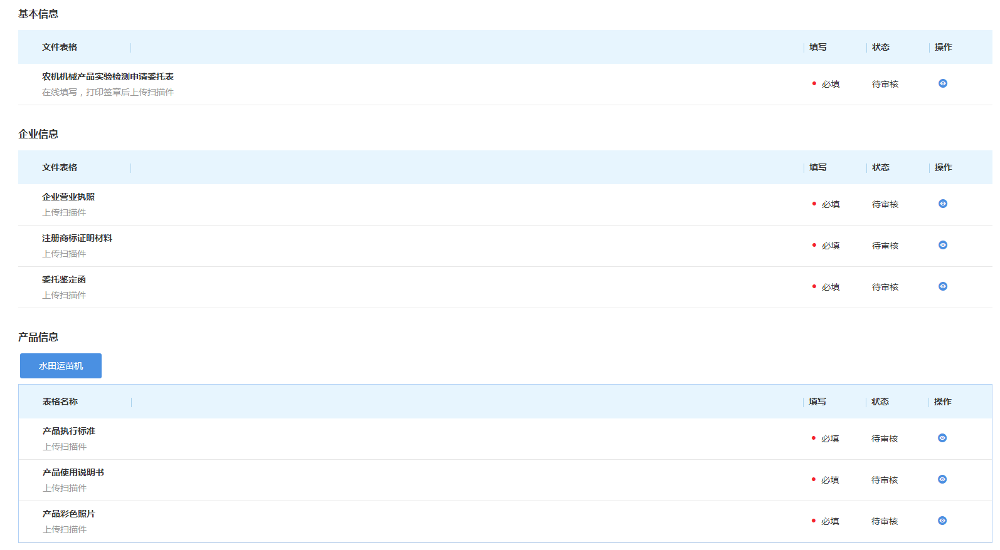 基本信息
文件表格 填写 状态 操作
农机机械产品实验检测申请委托表
在线填写，打印签章后上传扫描件
必填 待审核
企业信息
文件表格 填写 状态 操作
企业营业执照
上传扫描件
必填 待审核
注册商标证明材料
上传扫描件
必填 待审核
委托鉴定函
上传扫描件
必填 待审核
产品信息
水田运苗机
表格名称 填写 状态 操作
产品执行标准
上传扫描件
必填 待审核
产品使用说明书
上传扫描件
必填 待审核
产品彩色照片
上传扫描件
必填 待审核